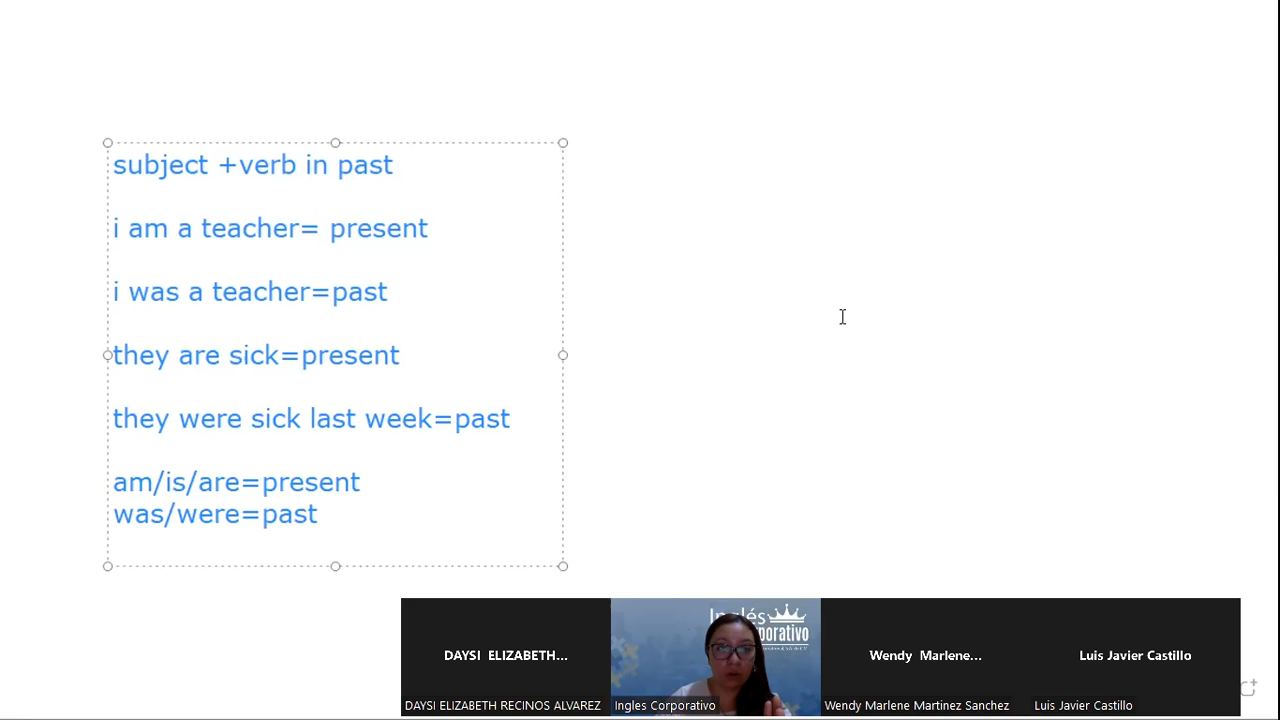 subject +verb in past
i am a teacher= present
i was a teacher=past
they are sick=present
they were sick last week=past
am/is/are=present
was/were=past
DAYSI ELIZABETH...
Inglés
Wendy Marlene...
Luis Javier Castillo
DAYSI ELIZABETH RECINOS ALVAREZ
Ingles Corporativo
Wendy Marlene Martinez Sanchez
Luis Javier Castillo